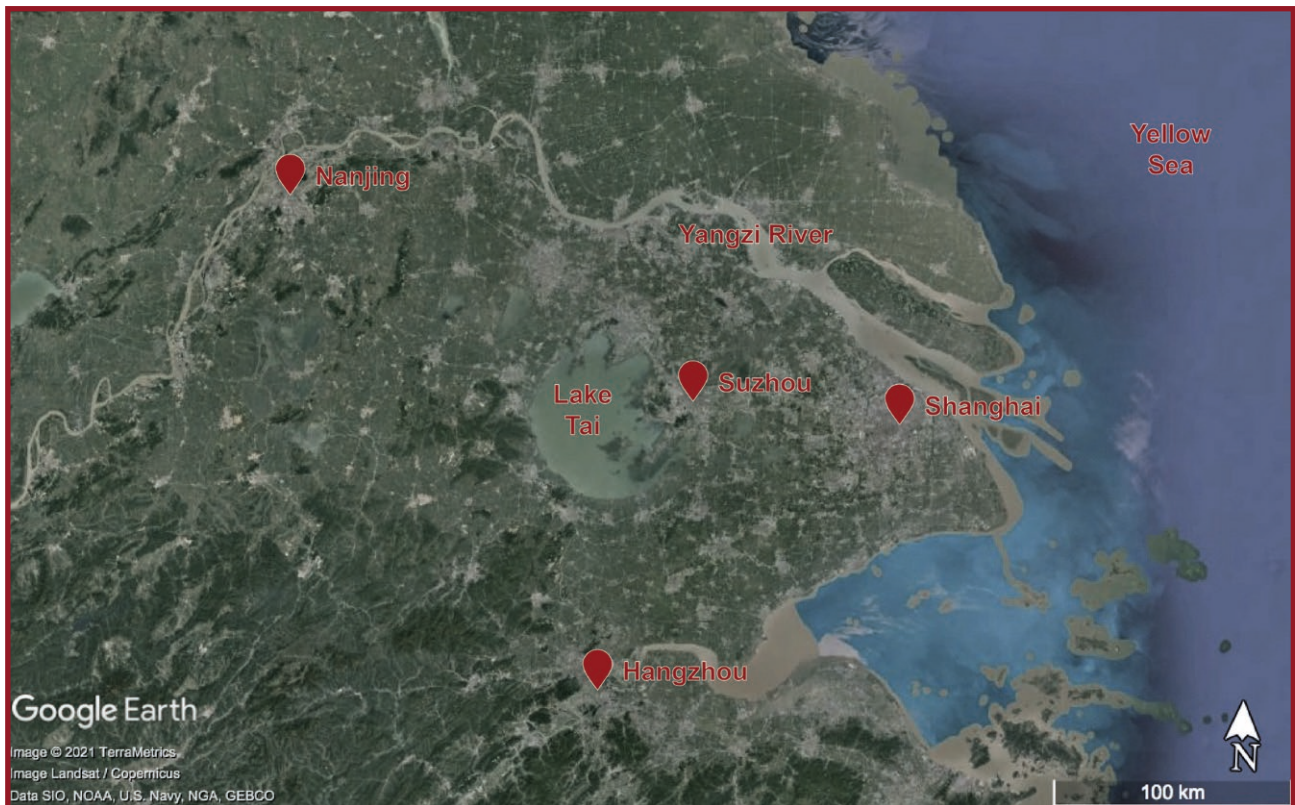 Yellow
Sea
Nanjing
Yangzi River
Lake
Tai
Suzhou
Shanghai
Hangzhou
Google Earth
Image © 2021 TerraMetrics
Image Landsat / Copernicus
Data SIO, NOAA, U.S. Navy, NGA, GEBCO
N
100 km